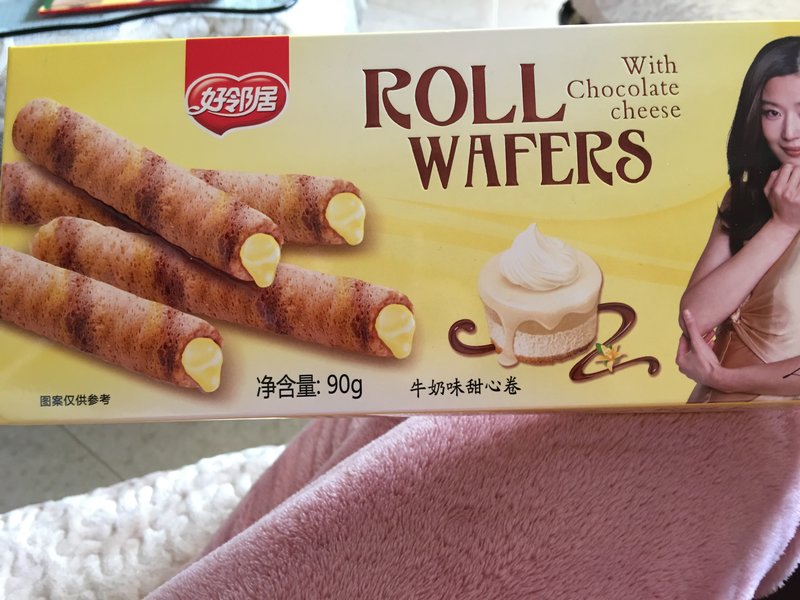 好邻居
ROLL
WAFERS
With
Chocolate
cheese
净含量: 90g
牛奶味甜心卷
图案仅供参考